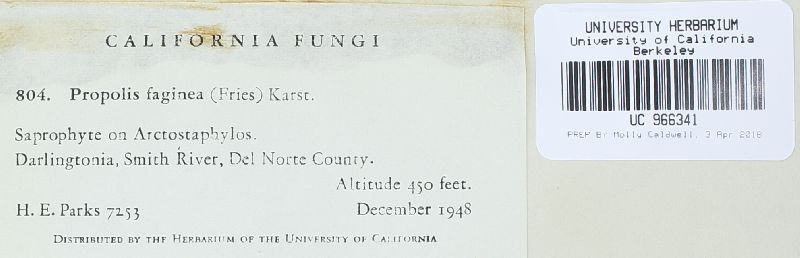 CALIFORNIA FUNGI
804. Propolis faginea (Fries) Karst.
Saprophyte on Arctostaphylos.
Darlingtonia, Smith River, Del Norte County.
Altitude 450 feet.
H. E. Parks 7253 December 1948
DISTRIBUTED BY THE HERBARIUM OF THE UNIVERSITY OF CALIFORNIA
UNIVERSITY HERBARIUM
University of California
Berkeley
UC 966341
PREP BY Molly Caldwell, 3 Apr 2018